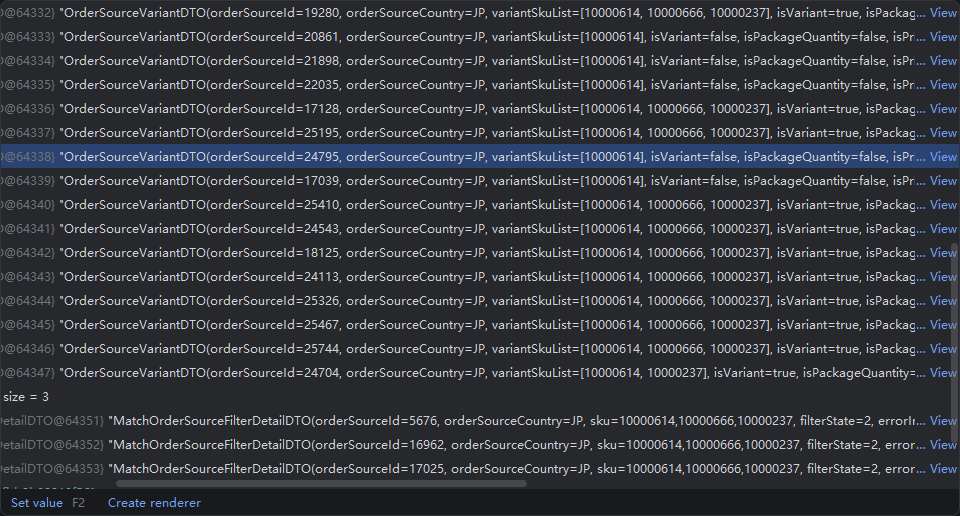 @64332} "OrderSourceVariantDTO(orderSourceId=19280, orderSourceCountry=JP, variantSkuList=[10000614, 10000666, 10000237], isVariant=true, isPackag... View
@64333} "OrderSourceVariantDTO(orderSourceId=20861, orderSourceCountry=JP, variantSkuList=[10000614], isVariant=false, isPackageQuantity=false, isPr... View
@64334} "OrderSourceVariantDTO(orderSourceId=21898, orderSourceCountry=JP, variantSkuList=[10000614], isVariant=false, isPackageQuantity=false, isPr... View
@64335} "OrderSourceVariantDTO(orderSourceId=22035, orderSourceCountry=JP, variantSkuList=[10000614], isVariant=false, isPackageQuantity=false, isPr... View
@64336} "OrderSourceVariantDTO(orderSourceId=17128, orderSourceCountry=JP, variantSkuList=[10000614, 10000666, 10000237], isVariant=true, isPackag... View
@64337} "OrderSourceVariantDTO(orderSourceId=25195, orderSourceCountry=JP, variantSkuList=[10000614, 10000666, 10000237], isVariant=true, isPackag... View
@64338} "OrderSourceVariantDTO(orderSourceId=24795, orderSourceCountry=JP, variantSkuList=[10000614], isVariant=false, isPackageQuantity=false, isPr... View
@64339} "OrderSourceVariantDTO(orderSourceId=17039, orderSourceCountry=JP, variantSkuList=[10000614], isVariant=false, isPackageQuantity=false, isPr... View
@64340} "OrderSourceVariantDTO(orderSourceId=25410, orderSourceCountry=JP, variantSkuList=[10000614, 10000666, 10000237], isVariant=true, isPackag... View
@64341} "OrderSourceVariantDTO(orderSourceId=24543, orderSourceCountry=JP, variantSkuList=[10000614, 10000666, 10000237], isVariant=true, isPackag... View
@64342} "OrderSourceVariantDTO(orderSourceId=18125, orderSourceCountry=JP, variantSkuList=[10000614, 10000666, 10000237], isVariant=true, isPackag... View
@64343} "OrderSourceVariantDTO(orderSourceId=24113, orderSourceCountry=JP, variantSkuList=[10000614, 10000666, 10000237], isVariant=true, isPackag... View
@64344} "OrderSourceVariantDTO(orderSourceId=25326, orderSourceCountry=JP, variantSkuList=[10000614, 10000666, 10000237], isVariant=true, isPackag... View
@64345} "OrderSourceVariantDTO(orderSourceId=25467, orderSourceCountry=JP, variantSkuList=[10000614, 10000666, 10000237], isVariant=true, isPackag... View
@64346} "OrderSourceVariantDTO(orderSourceId=25744, orderSourceCountry=JP, variantSkuList=[10000614, 10000666, 10000237], isVariant=true, isPackag... View
@64347} "OrderSourceVariantDTO(orderSourceId=24704, orderSourceCountry=JP, variantSkuList=[10000614, 10000237], isVariant=true, isPackageQuantity=... View
size = 3
DetailDTO@64351} "MatchOrderSourceFilterDetailDTO(orderSourceId=5676, orderSourceCountry=JP, sku=10000614,10000666,10000237, filterState=2, errorIr... View
DetailDTO@64352} "MatchOrderSourceFilterDetailDTO(orderSourceId=16962, orderSourceCountry=JP, sku=10000614,10000666,10000237, filterState=2, error... View
DetailDTO@64353} "MatchOrderSourceFilterDetailDTO(orderSourceId=17025, orderSourceCountry=JP, sku=10000614,10000666,10000237, filterState=2, error... View
Set value F2 Create renderer